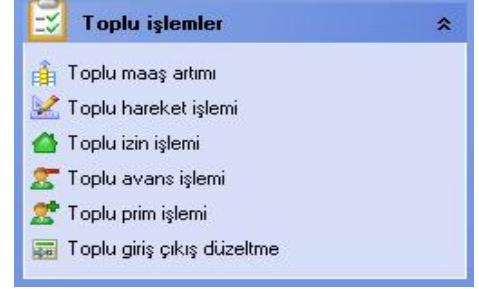 Toplu işlemler
Toplu maaş artımı
Toplu hareket işlemi
Toplu izin işlemi
Toplu avans işlemi
Toplu prim işlemi
Toplu giriş çıkış düzeltme